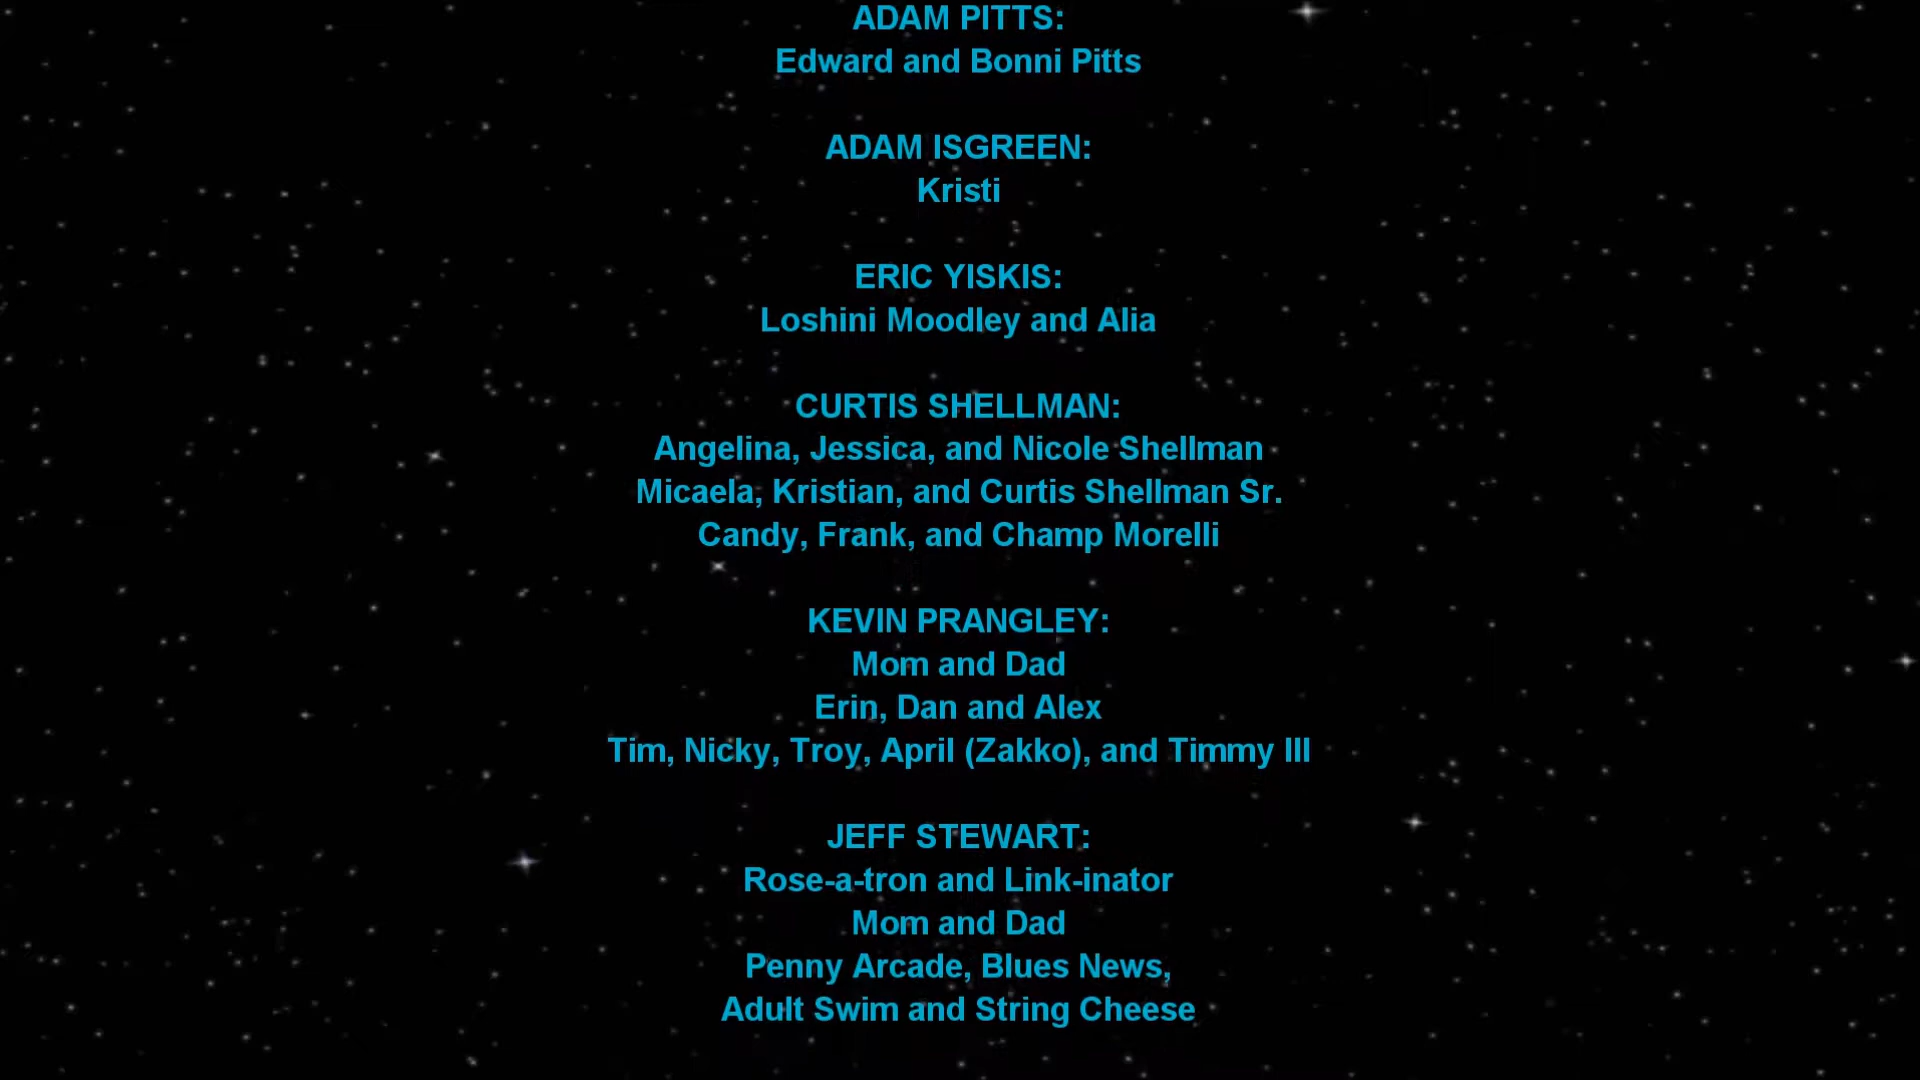 ADAM PITTS:
Edward and Bonni Pitts
ADAM ISGREEN:
Kristi
ERIC YISKIS:
Loshini Moodley and Alia
CURTIS SHELLMAN:
Angelina, Jessica, and Nicole Shellman
Micaela, Kristian, and Curtis Shellman Sr.
Candy, Frank, and Champ Morelli
KEVIN PRANGLEY:
Mom and Dad
Erin, Dan and Alex
Tim, Nicky, Troy, April (Zakko), and Timmy III
JEFF STEWART:
Rose-a-tron and Link-inator
Mom and Dad
Penny Arcade, Blues News,
Adult Swim and String Cheese